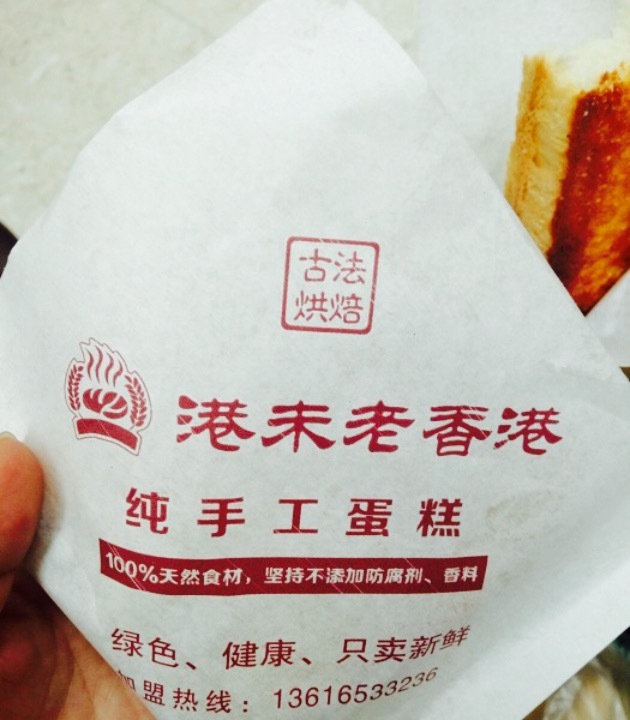 古法
烘焙
港未老香港
纯手工蛋糕
100%天然食材，坚持不添加防腐剂、香料
绿色、健康、只卖新鲜
加盟热线：13616533236